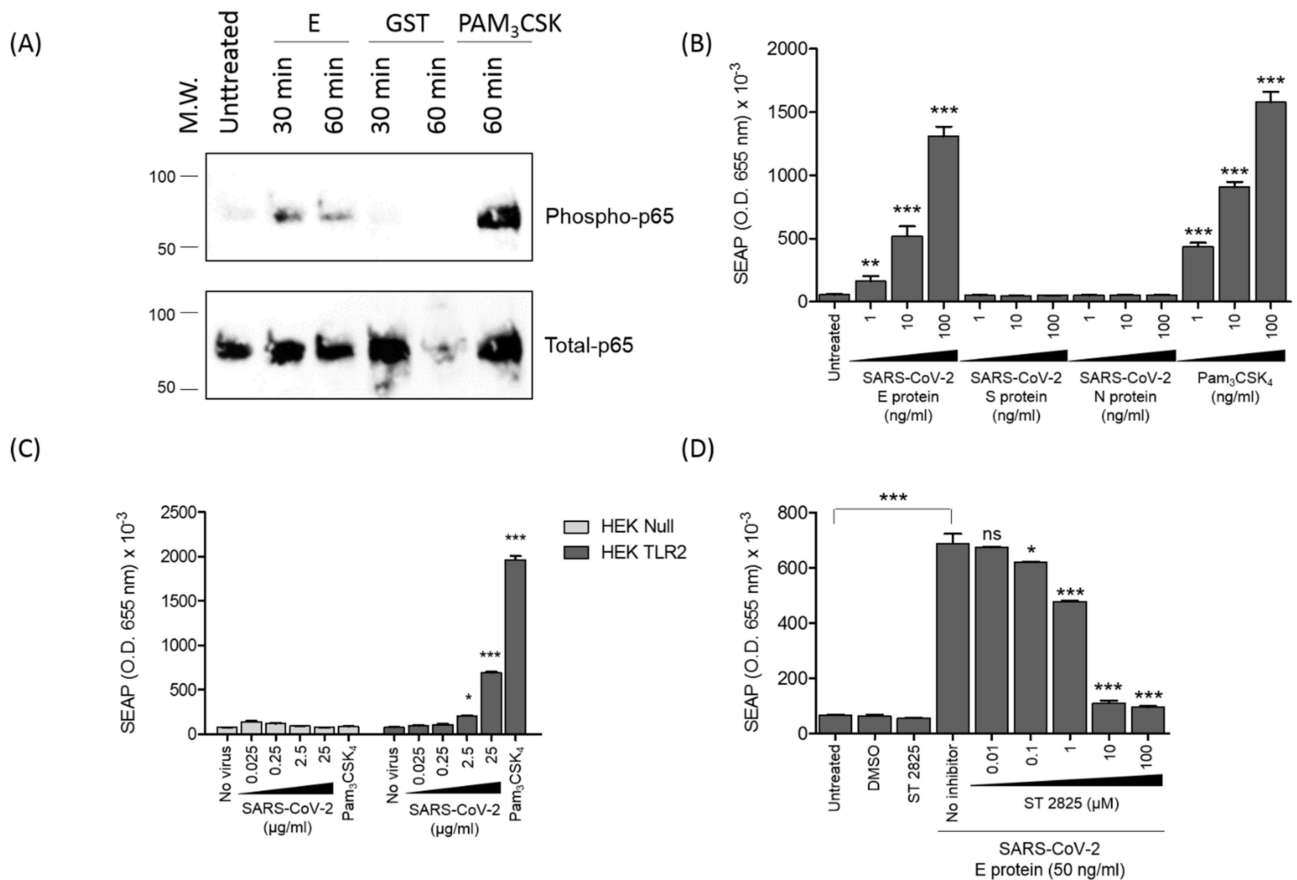 (A)
E GST PAM₃CSK
M.W. Unttreated 30 min 60 min 30 min 60 min 60 min
100
50
Phospho-p65
100
50
Total-p65
(B)
SEAP (O.D. 655 nm) x 10⁻³
2000
1500
1000
500
0
** *** *** *** *** ***
Untreated 1 10 100 1 10 100 1 10 100 1 10 100
SARS-CoV-2 SARS-CoV-2 SARS-CoV-2 Pam₃CSK₄
E protein S protein N protein (ng/ml)
(ng/ml) (ng/ml) (ng/ml)
(C)
SEAP (O.D. 655 nm) x 10⁻³
2500
2000
1500
1000
500
0
* *** ***
HEK Null
HEK TLR2
No virus 0.025 0.25 2.5 25 Pam₃CSK₄ No virus 0.025 0.25 2.5 25 Pam₃CSK₄
SARS-CoV-2 SARS-CoV-2
(µg/ml) (µg/ml)
(D)
SEAP (O.D. 655 nm) x 10⁻³
800
600
400
200
0
*** ns * *** *** ***
Untreated DMSO ST 2825 No inhibitor 0.01 0.1 1 10 100
ST 2825 (µM)
SARS-CoV-2
E protein (50 ng/ml)